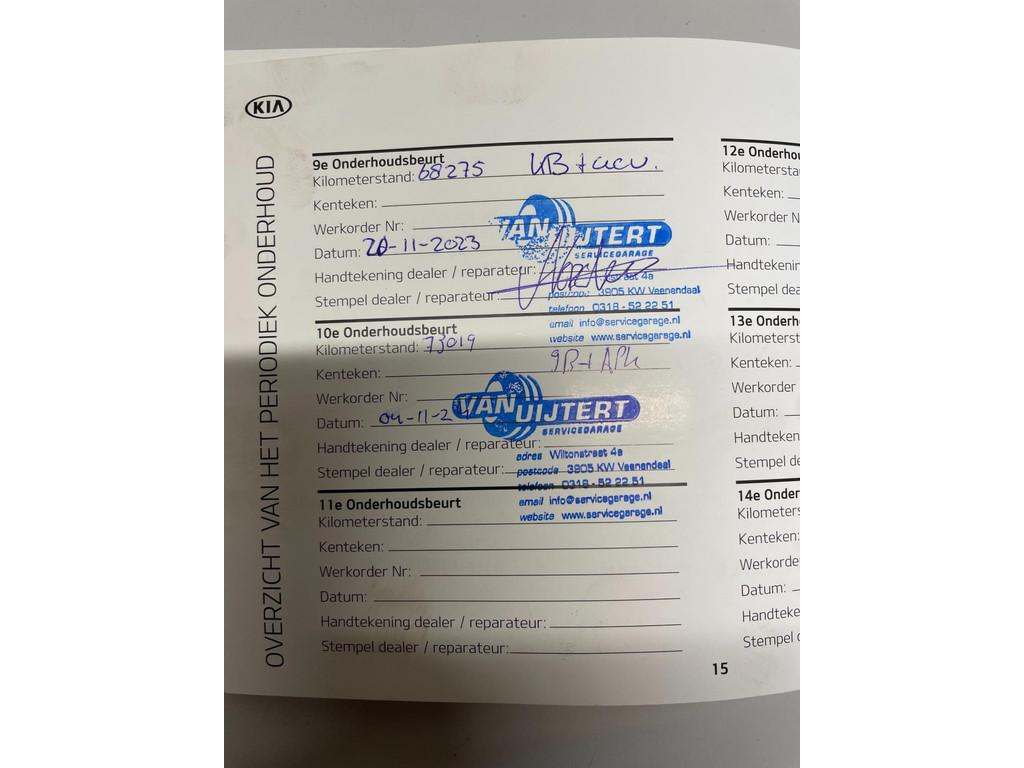 KIA
OVERZICHT VAN HET PERIODIEK ONDERHOUD
9e Onderhoudsbeurt
Kilometerstand: 68275
Kenteken:
Werkorder Nr:
Datum: 20-11-2023
Handtekening dealer / reparateur:
Stempel dealer / reparateur:
VAN UIJTERT
SERVICEGARAGE
postcode 3905 KW Veenendaal
telefoon 0318 - 52 22 51
email info@servicegarage.nl
website www.servicegarage.nl
10e Onderhoudsbeurt
Kilometerstand: 73019
Kenteken:
Werkorder Nr:
Datum: 04-11-24
Handtekening dealer / reparateur:
Stempel dealer / reparateur:
VAN UIJTERT
SERVICEGARAGE
adres Wiltonstraat 4a
postcode 3905 KW Veenendaal
telefoon 0318 - 52 22 51
email info@servicegarage.nl
website www.servicegarage.nl
11e Onderhoudsbeurt
Kilometerstand:
Kenteken:
Werkorder Nr:
Datum:
Handtekening dealer / reparateur:
Stempel dealer / reparateur:
12e Onderhou
Kilometersta
Kenteken:
Werkorder N
Datum:
Handtekenin
Stempel dea
13e Onderh
Kilometerst
Kenteken:
Werkorder
Datum:
Handteken
Stempel de
14e Onder
Kilometers
Kenteken:
Werkorde
Datum:
Handteke
Stempel
15